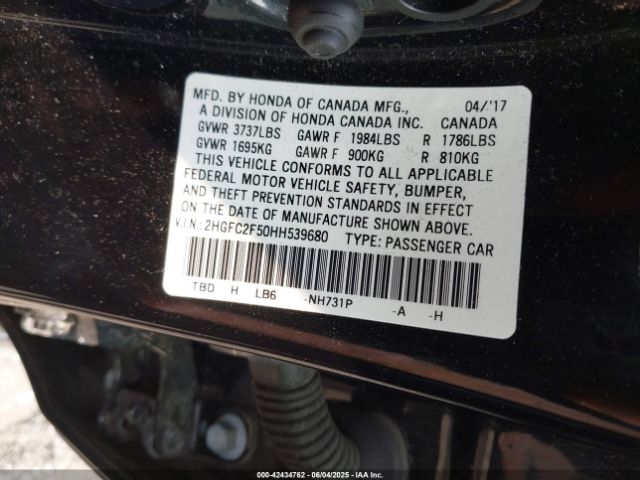 MFD. BY HONDA OF CANADA MFG., 04/'17
A DIVISION OF HONDA CANADA INC. CANADA
GVWR 3737LBS GAWR F 1984LBS R 1786LBS
GVWR 1695KG GAWR F 900KG R 810KG
THIS VEHICLE CONFORMS TO ALL APPLICABLE
FEDERAL MOTOR VEHICLE SAFETY, BUMPER,
AND THEFT PREVENTION STANDARDS IN EFFECT
ON THE DATE OF MANUFACTURE SHOWN ABOVE.
V.I.N.: 2HGFC2F50HH539680 TYPE: PASSENGER CAR
TBD H LB6 -NH731P -A -H
000-42434762 - 06/04/2025 - IAA Inc.